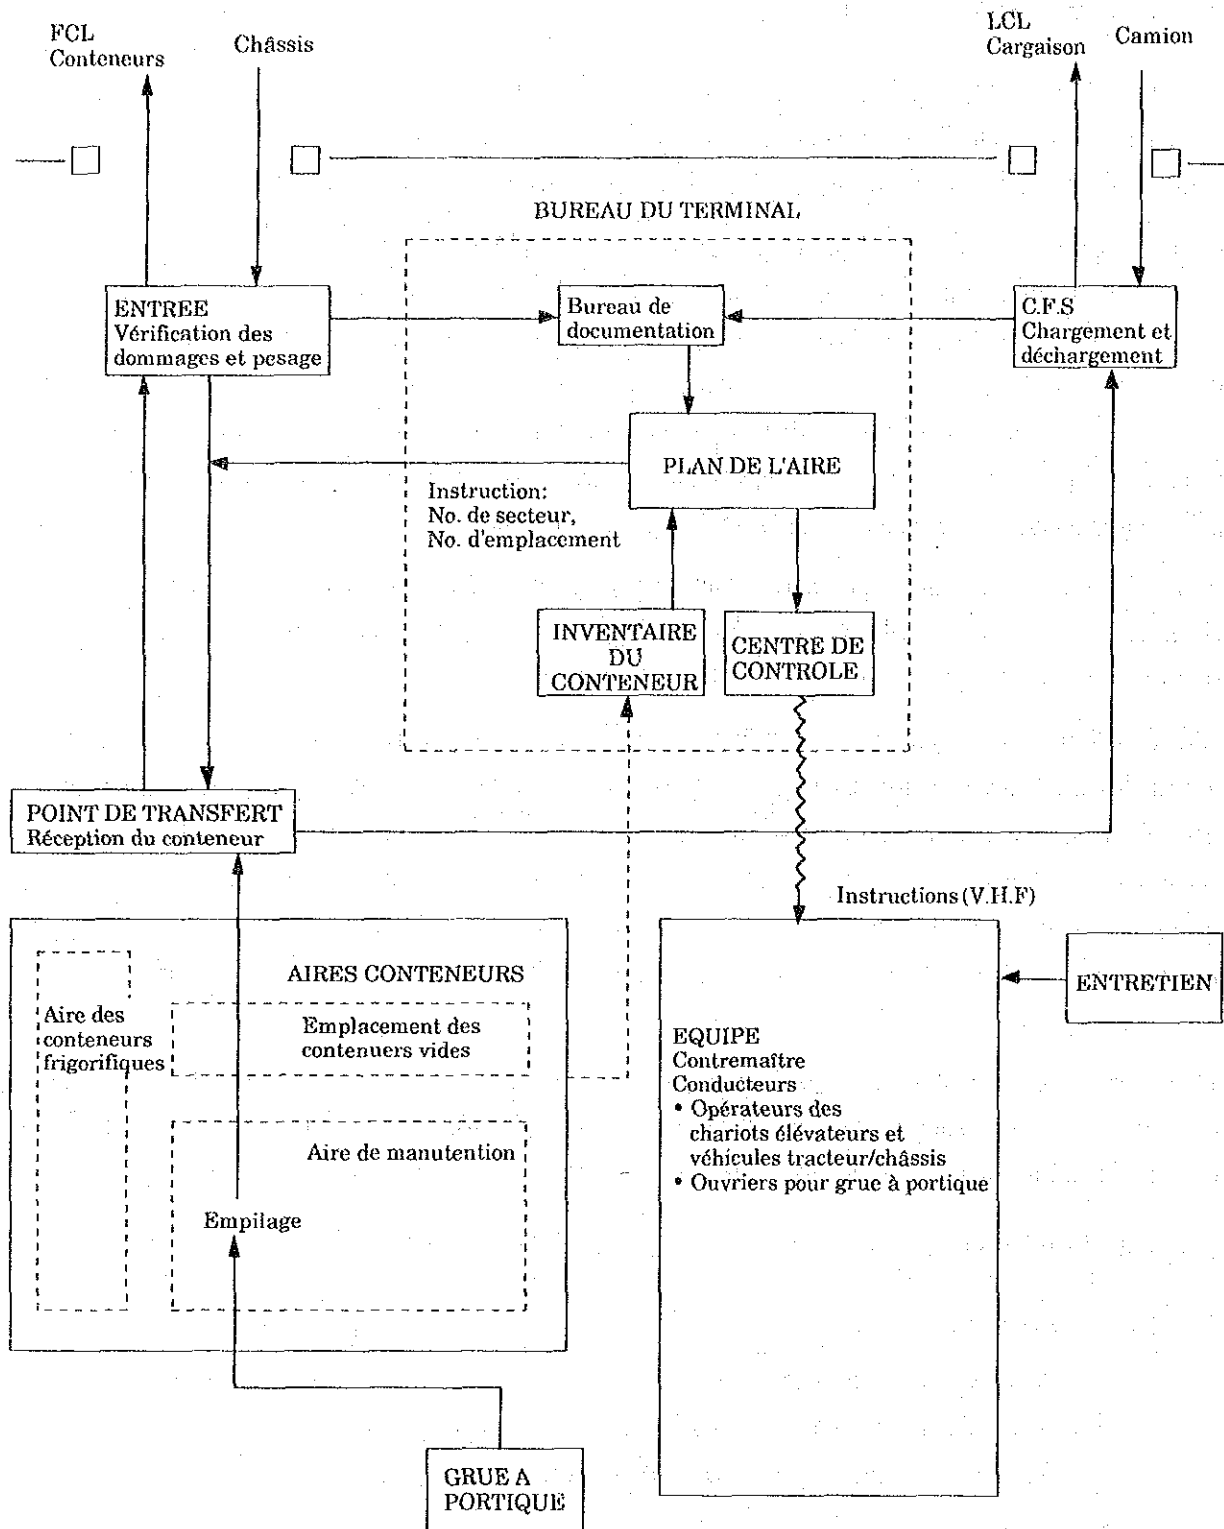 FCL
Conteneurs
Châssis
LCL
Cargaison
Camion
BUREAU DU TERMINAL
ENTREE
Vérification des
dommages et pesage
Bureau de
documentation
C.F.S
Chargement et
déchargement
PLAN DE L'AIRE
Instruction:
No. de secteur,
No. d'emplacement
INVENTAIRE
DU
CONTENEUR
CENTRE DE
CONTROLE
POINT DE TRANSFERT
Réception du conteneur
Instructions (V.H.F)
AIRES CONTENEURS
Aire des
conteneurs
frigorifiques
Emplacement des
contenuers vides
Aire de manutention
Empilage
ENTRETIEN
EQUIPE
Contremaître
Conducteurs
• Opérateurs des
chariots élévateurs et
véhicules tracteur/châssis
• Ouvriers pour grue à portique
GRUE A
PORTIQUE